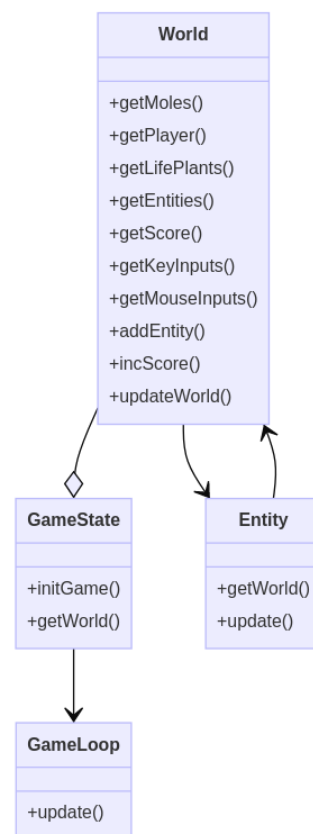 World
+getMoles()
+getPlayer()
+getLifePlants()
+getEntities()
+getScore()
+getKeyInputs()
+getMouseInputs()
+addEntity()
+incScore()
+updateWorld()
GameState
+initGame()
+getWorld()
Entity
+getWorld()
+update()
GameLoop
+update()